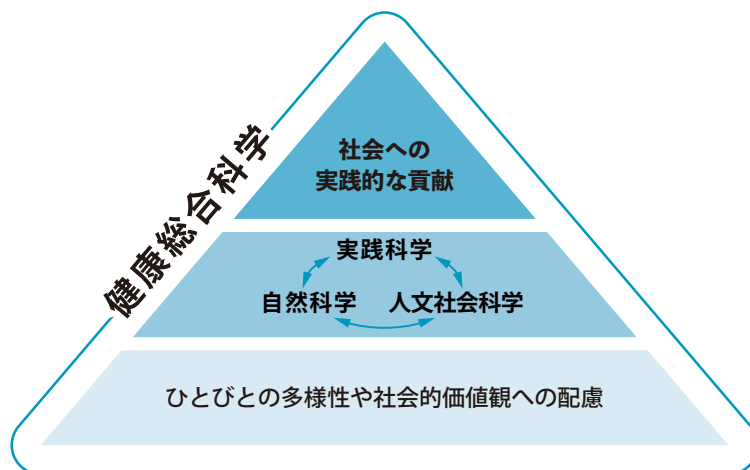 健康総合科学
社会への
実践的な貢献
実践科学
自然科学
人文社会科学
ひとびとの多様性や社会的価値観への配慮